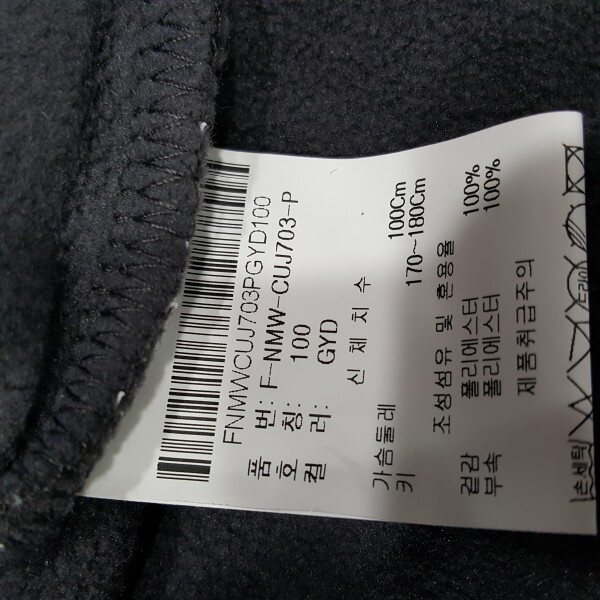 FNMWCUJ703PGYD100
품 번: F-NMW-CUJ703-P
호 칭: 100
컬 러: GYD
신 체 치 수
가슴둘레 100Cm
키 170~180Cm
조성섬유 및 혼용율
겉감 폴리에스터 100%
부속 폴리에스터 100%
제품취급주의
손세탁 드라이